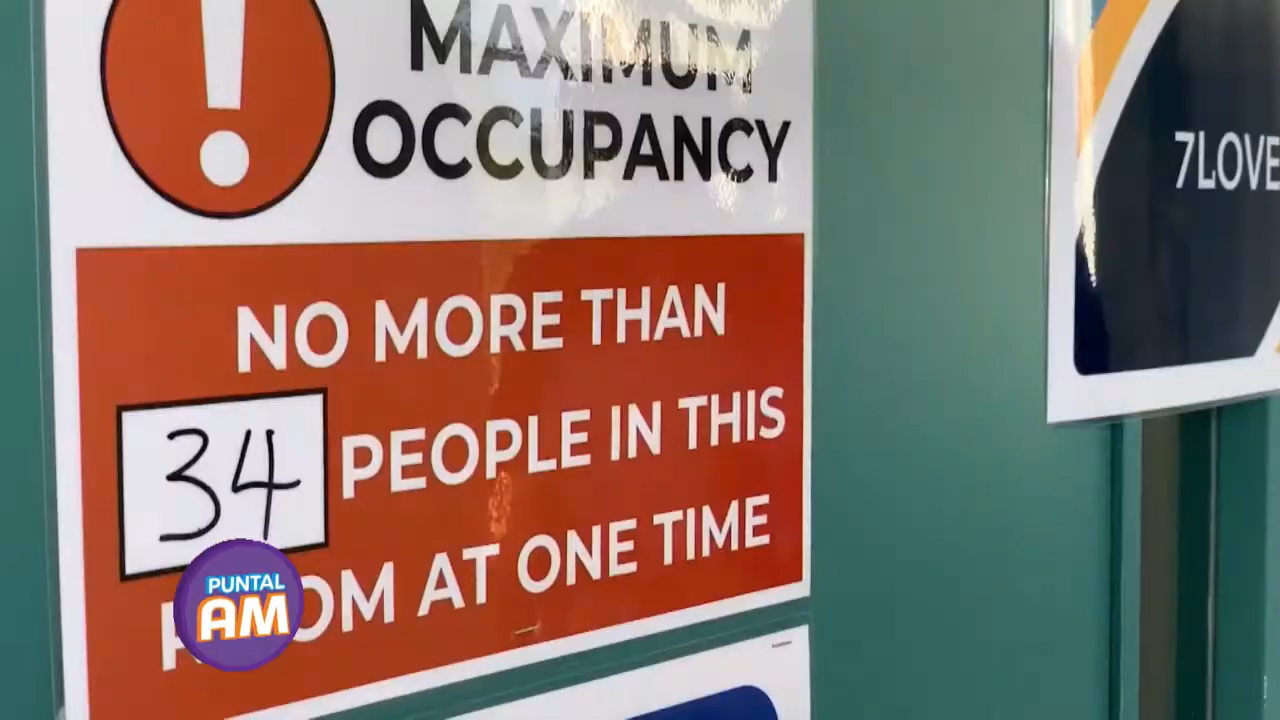 MAXIMUM
OCCUPANCY
NO MORE THAN
34 PEOPLE IN THIS
ROOM AT ONE TIME
PUNTAL
AM
7LOVE